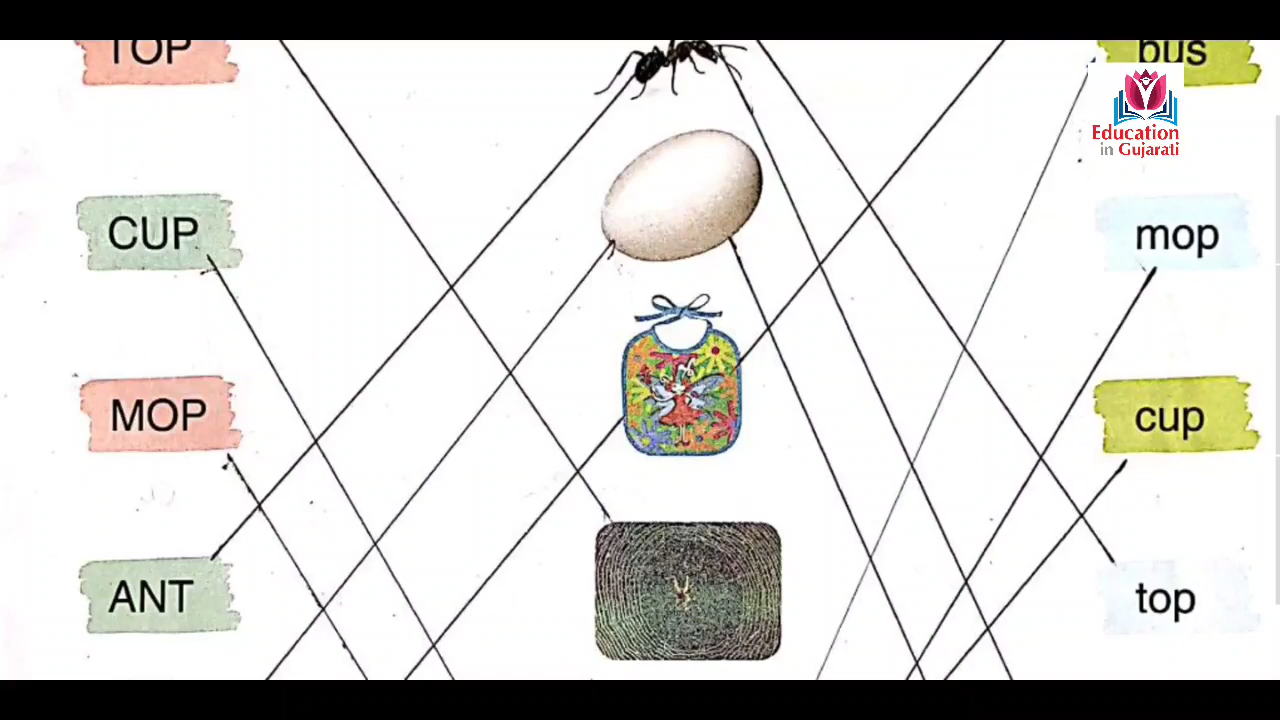 TOP
CUP
MOP
ANT
bus
mop
cup
top
Education
in Gujarati